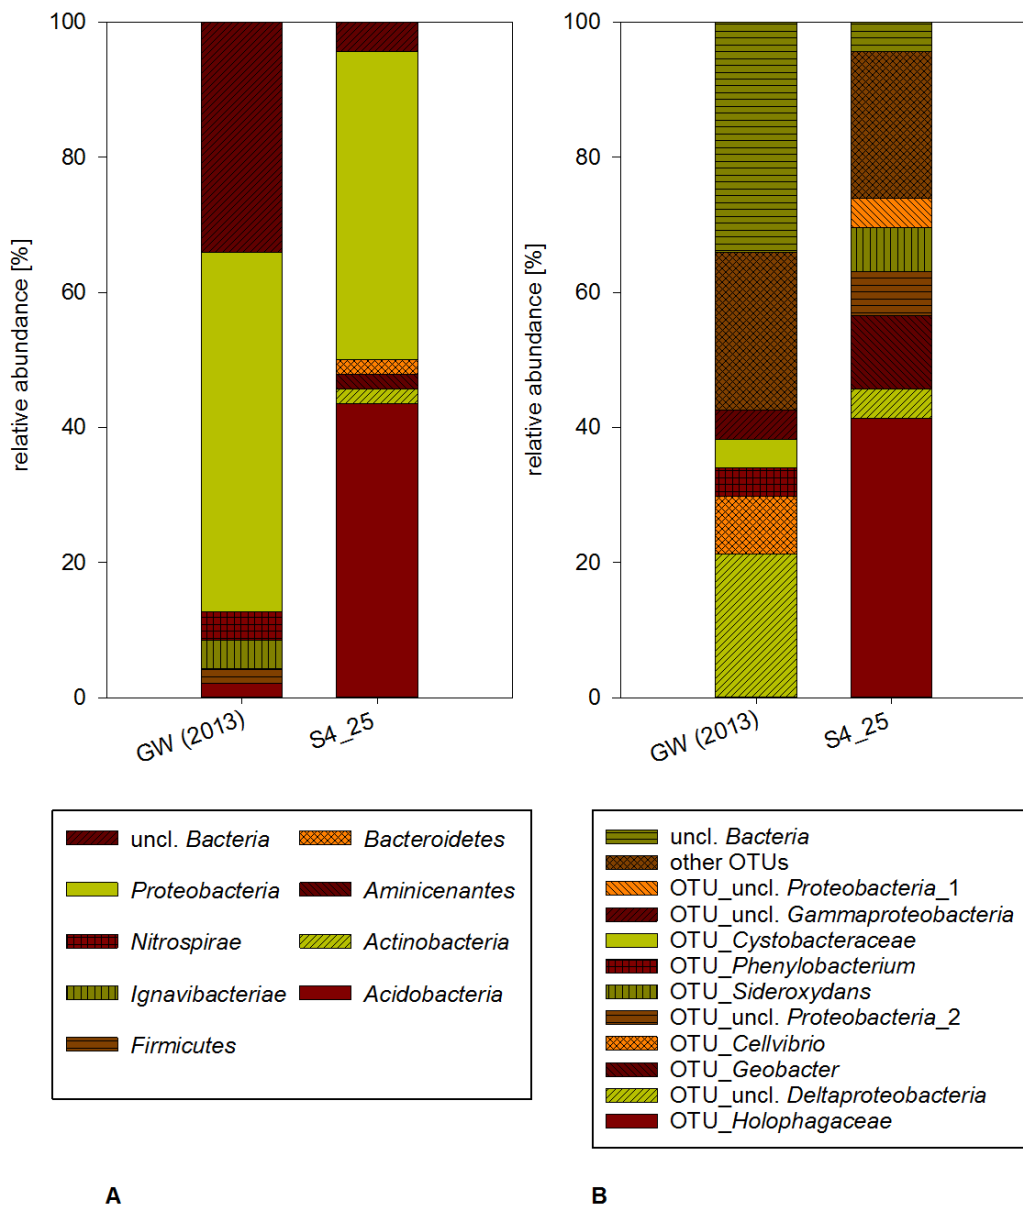 100
80
60
40
20
0
relative abundance [%]
GW (2013)
S4_25
100
80
60
40
20
0
relative abundance [%]
GW (2013)
S4_25
uncl. Bacteria
Proteobacteria
Nitrospirae
Ignavibacteriae
Firmicutes
Bacteroidetes
Aminicenantes
Actinobacteria
Acidobacteria
uncl. Bacteria
other OTUs
OTU_uncl. Proteobacteria_1
OTU_uncl. Gammaproteobacteria
OTU_Cystobacteraceae
OTU_Phenylobacterium
OTU_Sideroxydans
OTU_uncl. Proteobacteria_2
OTU_Cellvibrio
OTU_Geobacter
OTU_uncl. Deltaproteobacteria
OTU_Holophagaceae
A
B